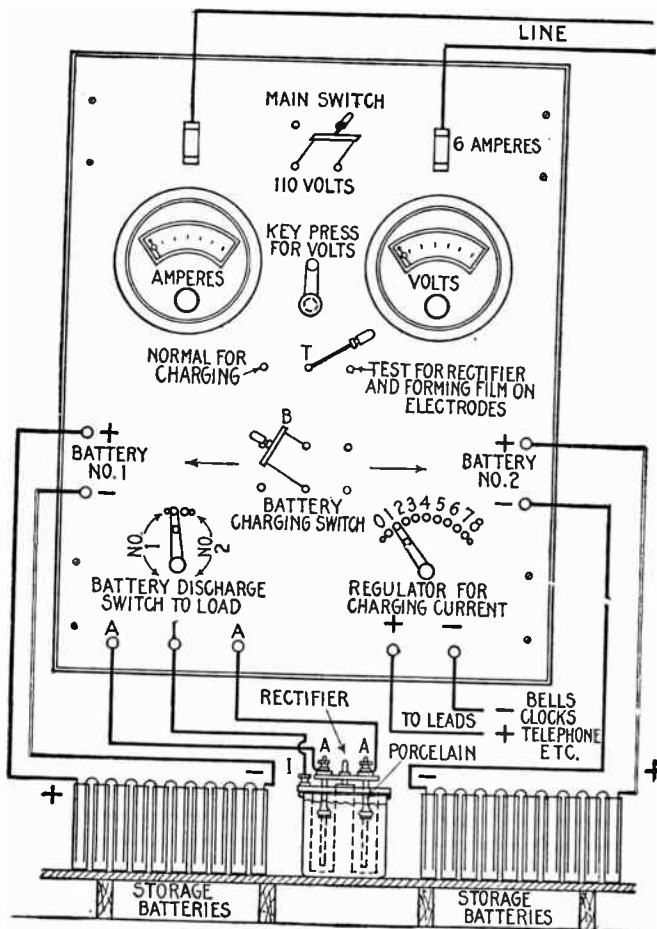 LINE
MAIN SWITCH
6 AMPERES
110 VOLTS
KEY PRESS
FOR VOLTS
AMPERES
VOLTS
NORMAL FOR
CHARGING
T
TEST FOR RECTIFIER
AND FORMING FILM ON
ELECTRODES
B
+
BATTERY
NO.1
-
+
BATTERY
NO.2
-
BATTERY
CHARGING SWITCH
NO.
1
NO.
2
BATTERY DISCHARGE
SWITCH TO LOAD
012345678
REGULATOR FOR
CHARGING CURRENT
A
A
+
-
RECTIFIER
TO LEADS
- BELLS
CLOCKS
+ TELEPHONE
ETC.
I
A
A
PORCELAIN
+
-
-
+
STORAGE
BATTERIES
STORAGE
BATTERIES